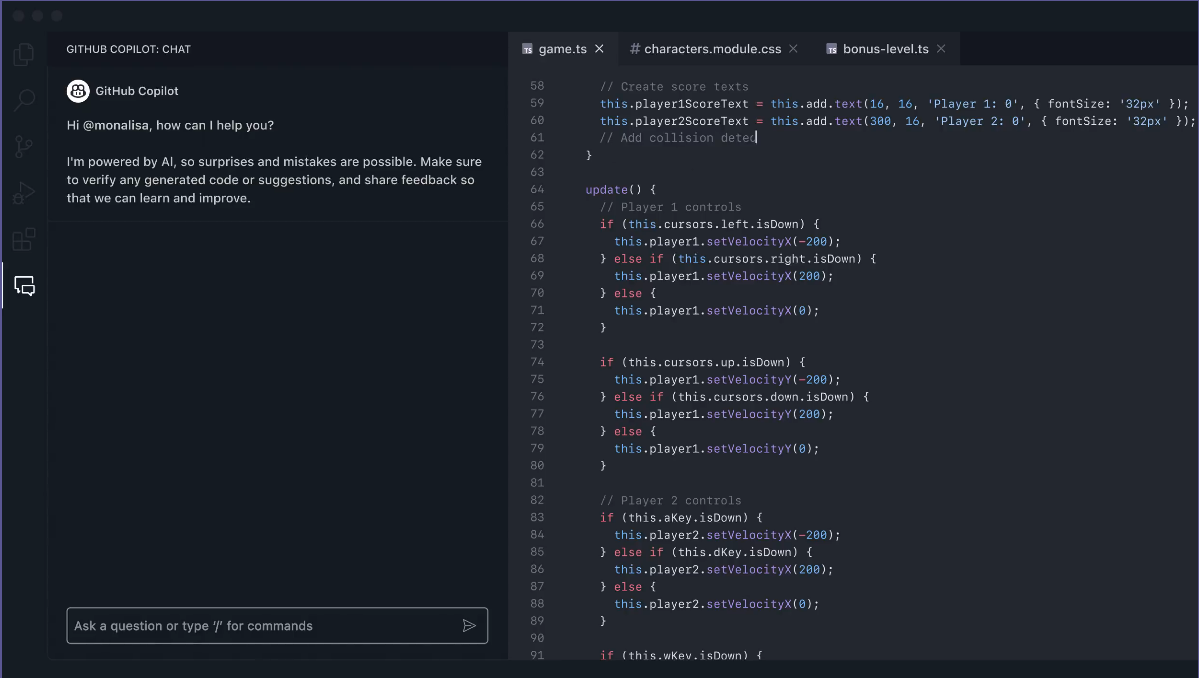 GITHUB COPILOT: CHAT
GitHub Copilot
Hi @monalisa, how can I help you?
I'm powered by AI, so surprises and mistakes are possible. Make sure
to verify any generated code or suggestions, and share feedback so
that we can learn and improve.
Ask a question or type '/' for commands
TS game.ts ×
# characters.module.css ×
TS bonus-level.ts ×
58 // Create score texts
59 this.player1ScoreText = this.add.text(16, 16, 'Player 1: 0', { fontSize: '32px' });
60 this.player2ScoreText = this.add.text(300, 16, 'Player 2: 0', { fontSize: '32px' });
61 // Add collision detec
62 }
63
64 update() {
65 // Player 1 controls
66 if (this.cursors.left.isDown) {
67 this.player1.setVelocityX(-200);
68 } else if (this.cursors.right.isDown) {
69 this.player1.setVelocityX(200);
70 } else {
71 this.player1.setVelocityX(0);
72 }
73
74 if (this.cursors.up.isDown) {
75 this.player1.setVelocityY(-200);
76 } else if (this.cursors.down.isDown) {
77 this.player1.setVelocityY(200);
78 } else {
79 this.player1.setVelocityY(0);
80 }
81
82 // Player 2 controls
83 if (this.aKey.isDown) {
84 this.player2.setVelocityX(-200);
85 } else if (this.dKey.isDown) {
86 this.player2.setVelocityX(200);
87 } else {
88 this.player2.setVelocityX(0);
89 }
90
91 if (this.wKey.isDown) {